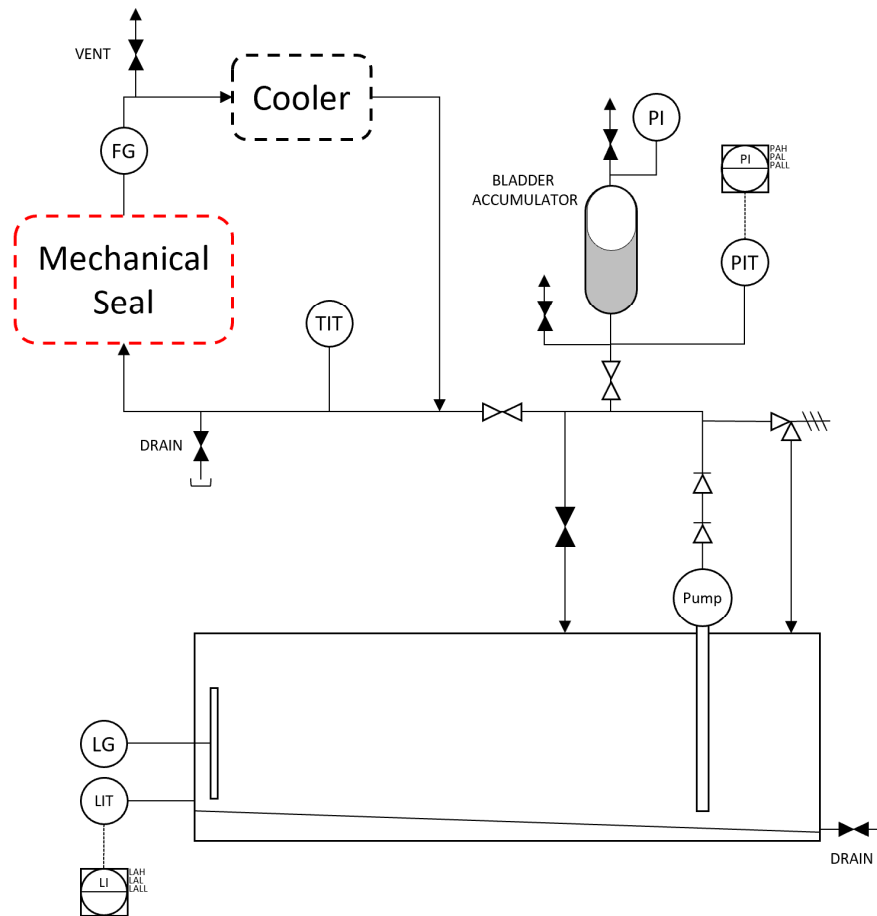 VENT
Cooler
PI
FG
PI
PAH
PAL
PALL
BLADDER
ACCUMULATOR
Mechanical
Seal
PIT
TIT
DRAIN
Pump
LG
LIT
DRAIN
LI
LAH
LAL
LALL